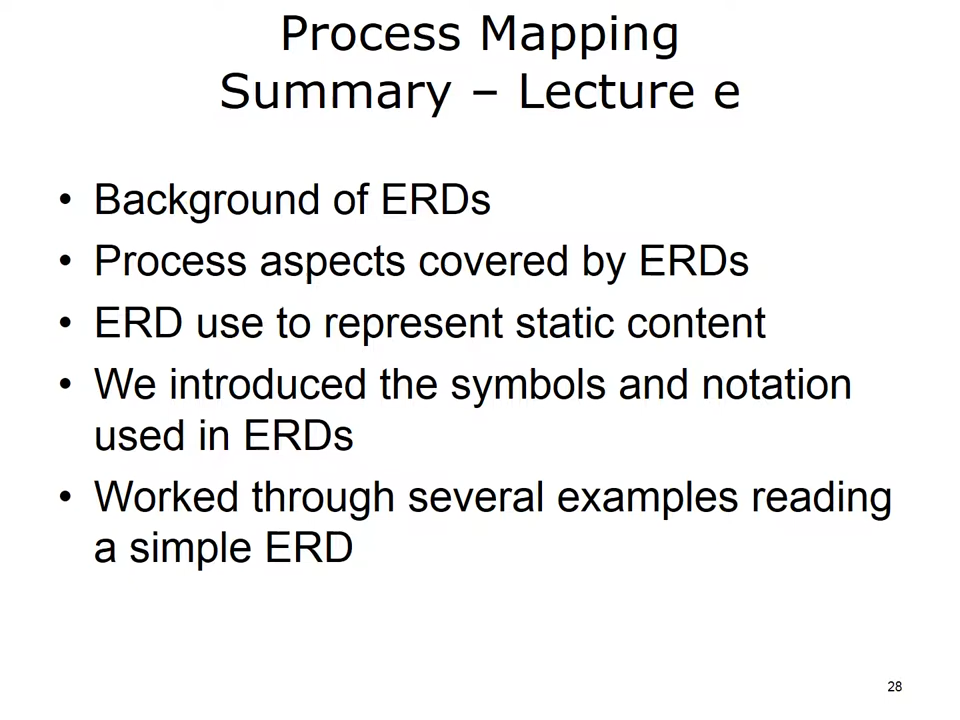 Process Mapping
Summary – Lecture e
• Background of ERDs
• Process aspects covered by ERDs
• ERD use to represent static content
• We introduced the symbols and notation
used in ERDs
• Worked through several examples reading
a simple ERD
28